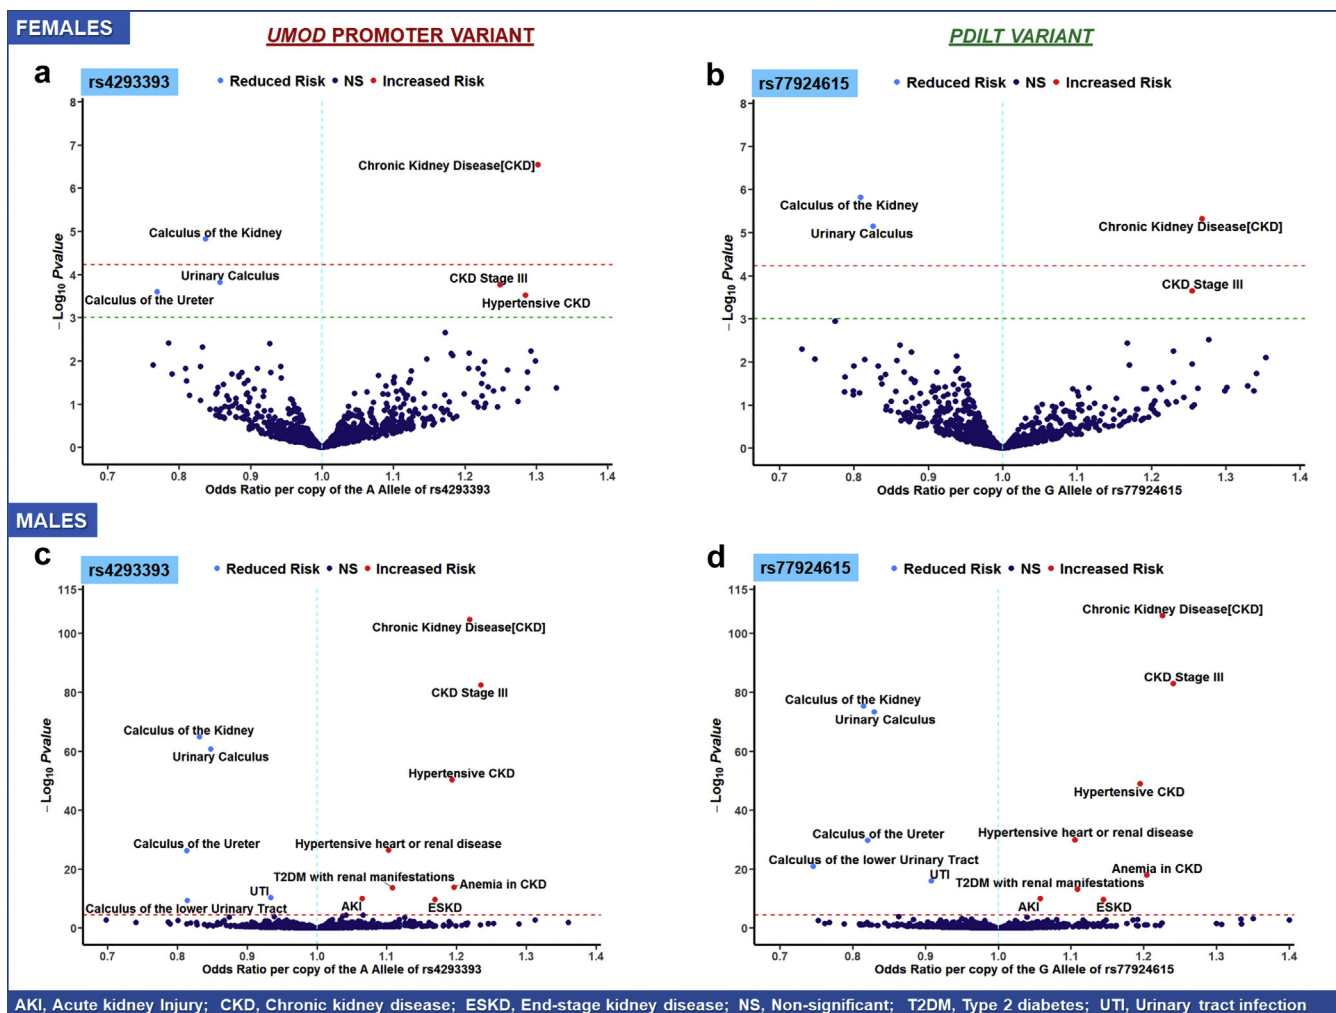 FEMALES
UMOD PROMOTER VARIANT
PDILT VARIANT
a
rs4293393
Reduced Risk NS Increased Risk
8
7
6
5
4
3
2
1
0
– Log10 Pvalue
Chronic Kidney Disease[CKD]
Calculus of the Kidney
Urinary Calculus
Calculus of the Ureter
CKD Stage III
Hypertensive CKD
0.7 0.8 0.9 1.0 1.1 1.2 1.3 1.4
Odds Ratio per copy of the A Allele of rs4293393
b
rs77924615
Reduced Risk NS Increased Risk
8
7
6
5
4
3
2
1
0
– Log10 Pvalue
Calculus of the Kidney
Urinary Calculus
Chronic Kidney Disease[CKD]
CKD Stage III
0.7 0.8 0.9 1.0 1.1 1.2 1.3 1.4
Odds Ratio per copy of the G Allele of rs77924615
MALES
c
rs4293393
Reduced Risk NS Increased Risk
115
100
80
60
40
20
0
– Log10 Pvalue
Chronic Kidney Disease[CKD]
CKD Stage III
Calculus of the Kidney
Urinary Calculus
Hypertensive CKD
Calculus of the Ureter
Hypertensive heart or renal disease
T2DM with renal manifestations
Anemia in CKD
UTI
Calculus of the lower Urinary Tract
AKI
ESKD
0.7 0.8 0.9 1.0 1.1 1.2 1.3 1.4
Odds Ratio per copy of the A Allele of rs4293393
d
rs77924615
Reduced Risk NS Increased Risk
115
100
80
60
40
20
0
– Log10 Pvalue
Chronic Kidney Disease[CKD]
CKD Stage III
Calculus of the Kidney
Urinary Calculus
Hypertensive CKD
Calculus of the Ureter
Hypertensive heart or renal disease
Calculus of the lower Urinary Tract
Anemia in CKD
UTI
T2DM with renal manifestations
AKI
ESKD
0.7 0.8 0.9 1.0 1.1 1.2 1.3 1.4
Odds Ratio per copy of the G Allele of rs77924615
AKI, Acute kidney Injury; CKD, Chronic kidney disease; ESKD, End-stage kidney disease; NS, Non-significant; T2DM, Type 2 diabetes; UTI, Urinary tract infection